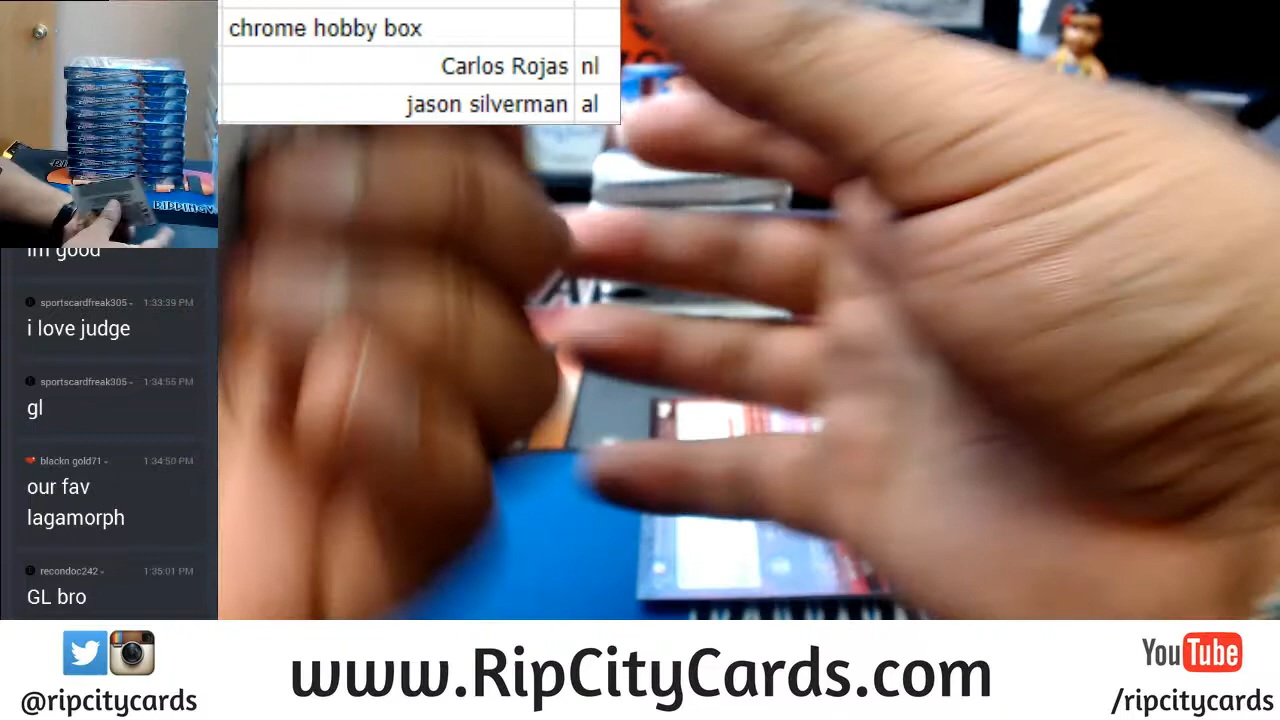 chrome hobby box
Carlos Rojas nl
jason silverman al
im good
sportscardfreak305 1:33:39 PM
i love judge
sportscardfreak305 1:34:55 PM
gl
blackn gold71 1:34:50 PM
our fav
lagamorph
recondoc242 1:35:01 PM
GL bro
@ripcitycards
www.RipCityCards.com
YouTube
/ripcitycards